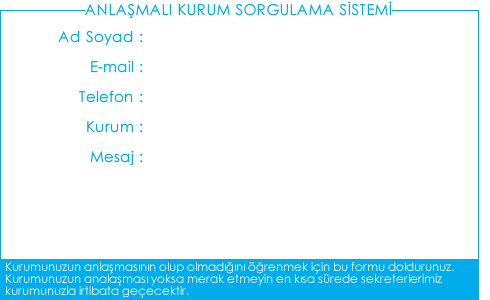 ANLAŞMALI KURUM SORGULAMA SİSTEMİ
Ad Soyad :
E-mail :
Telefon :
Kurum :
Mesaj :
Kurumunuzun anlaşmasının olup olmadığını öğrenmek için bu formu doldurunuz.
Kurumunuzun analaşması yoksa merak etmeyin en kısa sürede sekreterlerimiz
kurumunuzla irtibata geçecektir.